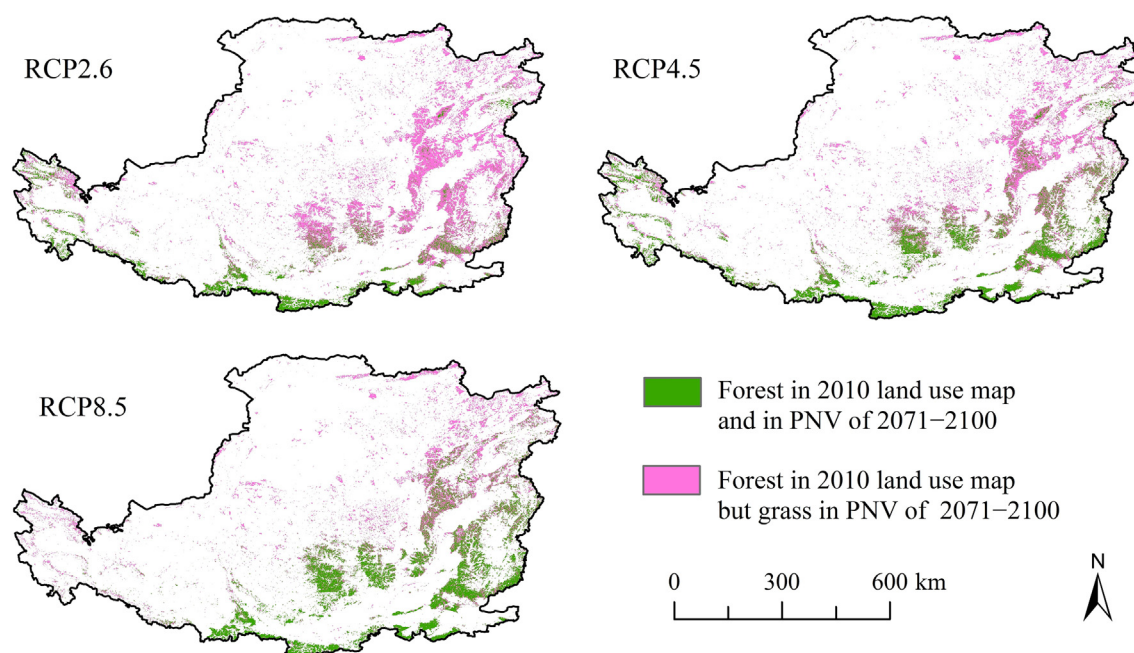 RCP2.6
RCP4.5
RCP8.5
Forest in 2010 land use map
and in PNV of 2071−2100
Forest in 2010 land use map
but grass in PNV of 2071−2100
0 300 600 km
N